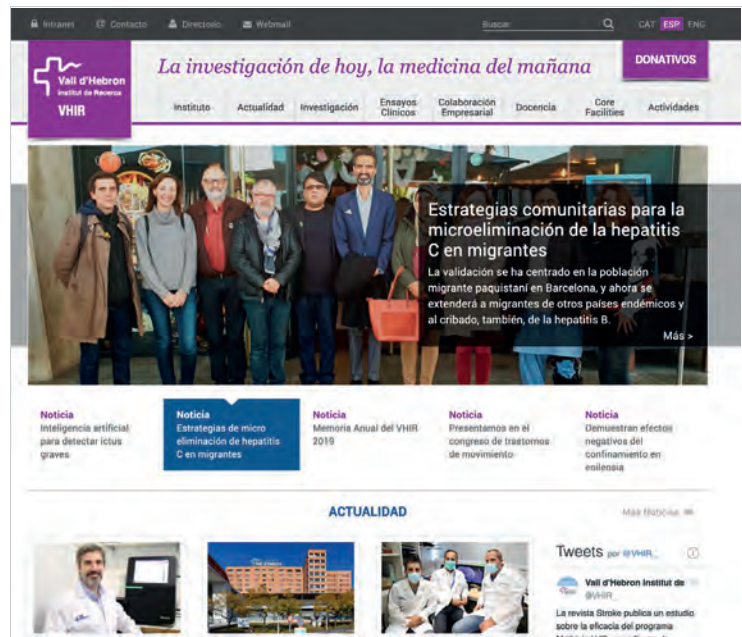 Intranet Contacto Directorio Webmail Buscar CAT ESP ENG
Vall d'Hebron
Institut de Recerca
VHIR
La investigación de hoy, la medicina del mañana
DONATIVOS
Instituto Actualidad Investigación Ensayos Clínicos Colaboración Empresarial Docencia Core Facilities Actividades
Estrategias comunitarias para la
microeliminación de la hepatitis
C en migrantes
La validación se ha centrado en la población
migrante paquistaní en Barcelona, y ahora se
extenderá a migrantes de otros países endémicos y
al cribado, también, de la hepatitis B.
Más >
Noticia
Inteligencia artificial
para detectar ictus
graves
Noticia
Estrategias de micro
eliminación de hepatitis
C en migrantes
Noticia
Memoria Anual del VHIR
2019
Noticia
Presentamos en el
congreso de trastornos
de movimiento
Noticia
Demuestran efectos
negativos del
confinamiento en
epilepsia
ACTUALIDAD
Más Noticias
Tweets por @VHIR_
Vall d'Hebron Institut de
@VHIR_
La revista Stroke publica un estudio
sobre la eficacia del programa